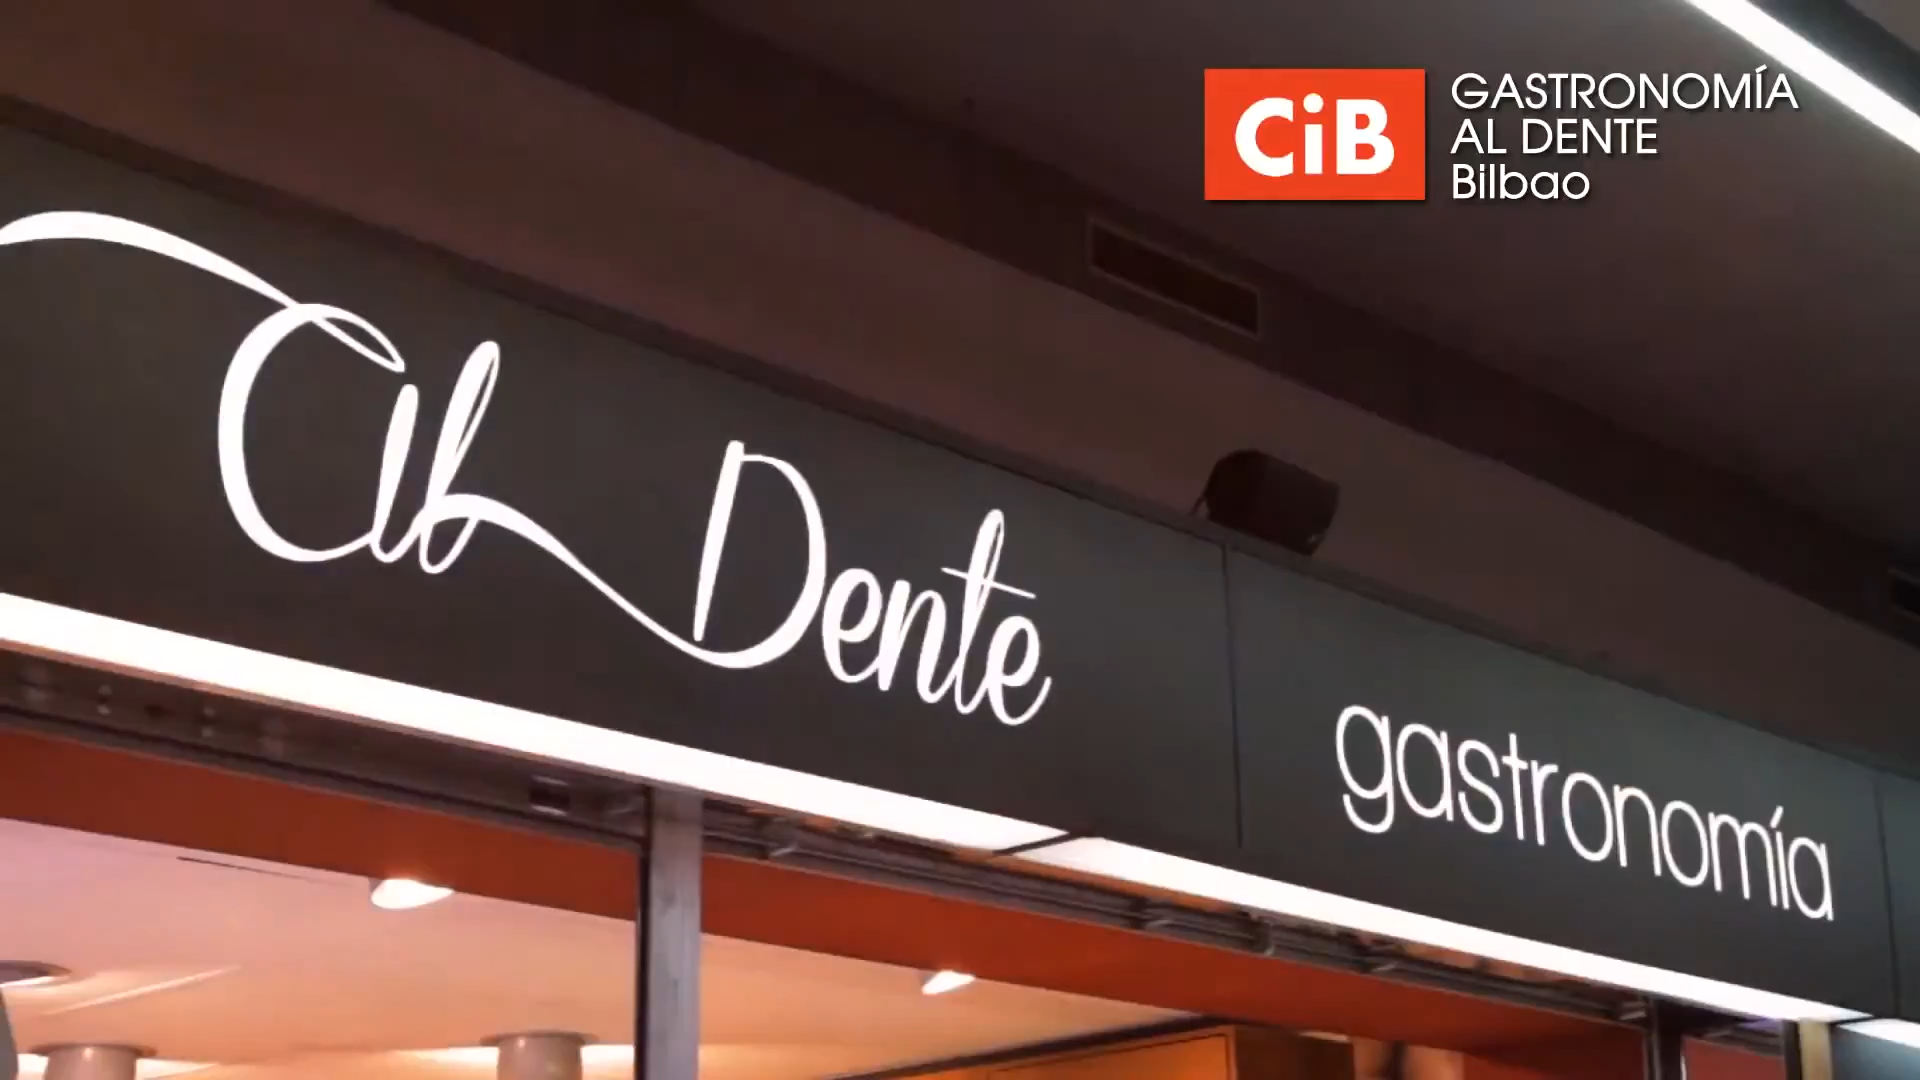 CiB
GASTRONOMÍA
AL DENTE
Bilbao
Al Dente
gastronomía